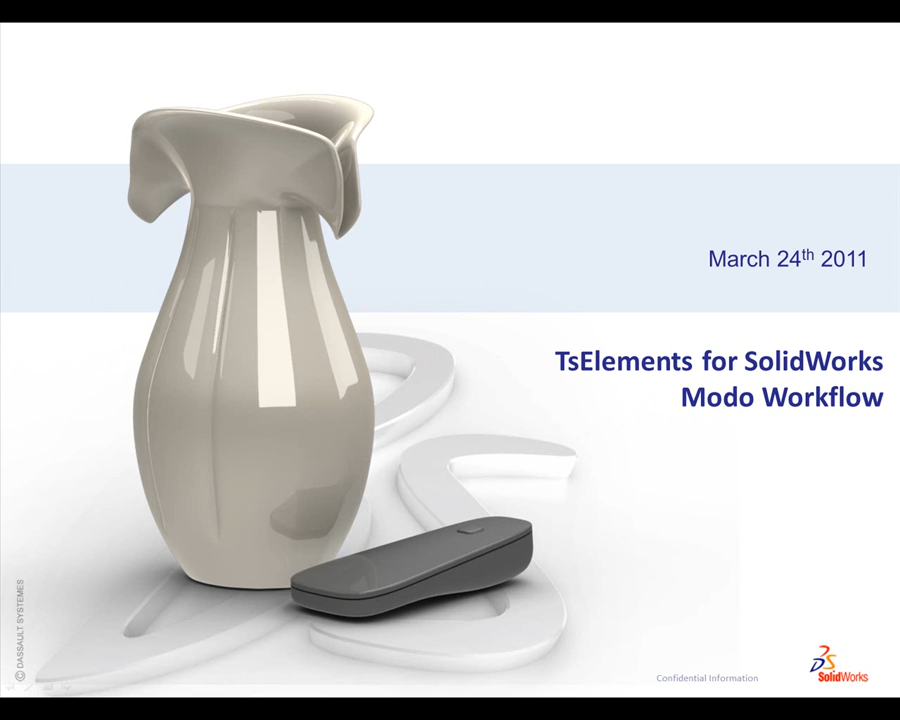 March 24th 2011
TsElements for SolidWorks
Modo Workflow
© DASSAULT SYSTEMES
Confidential Information
SolidWorks